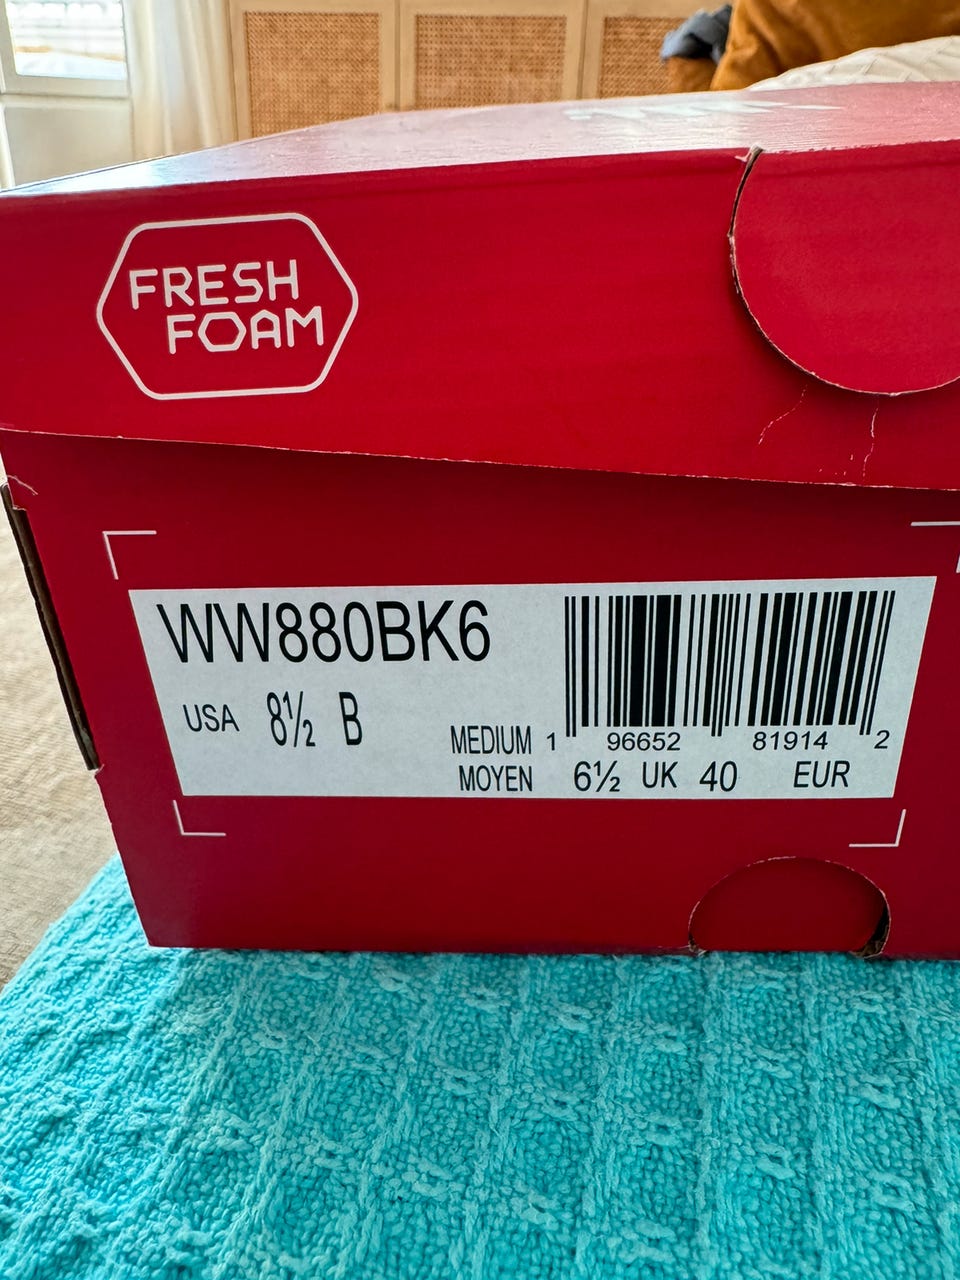 FRESH
FOAM
WW880BK6
USA 8½ B
MEDIUM
MOYEN
1 96652 81914 2
6½ UK 40 EUR